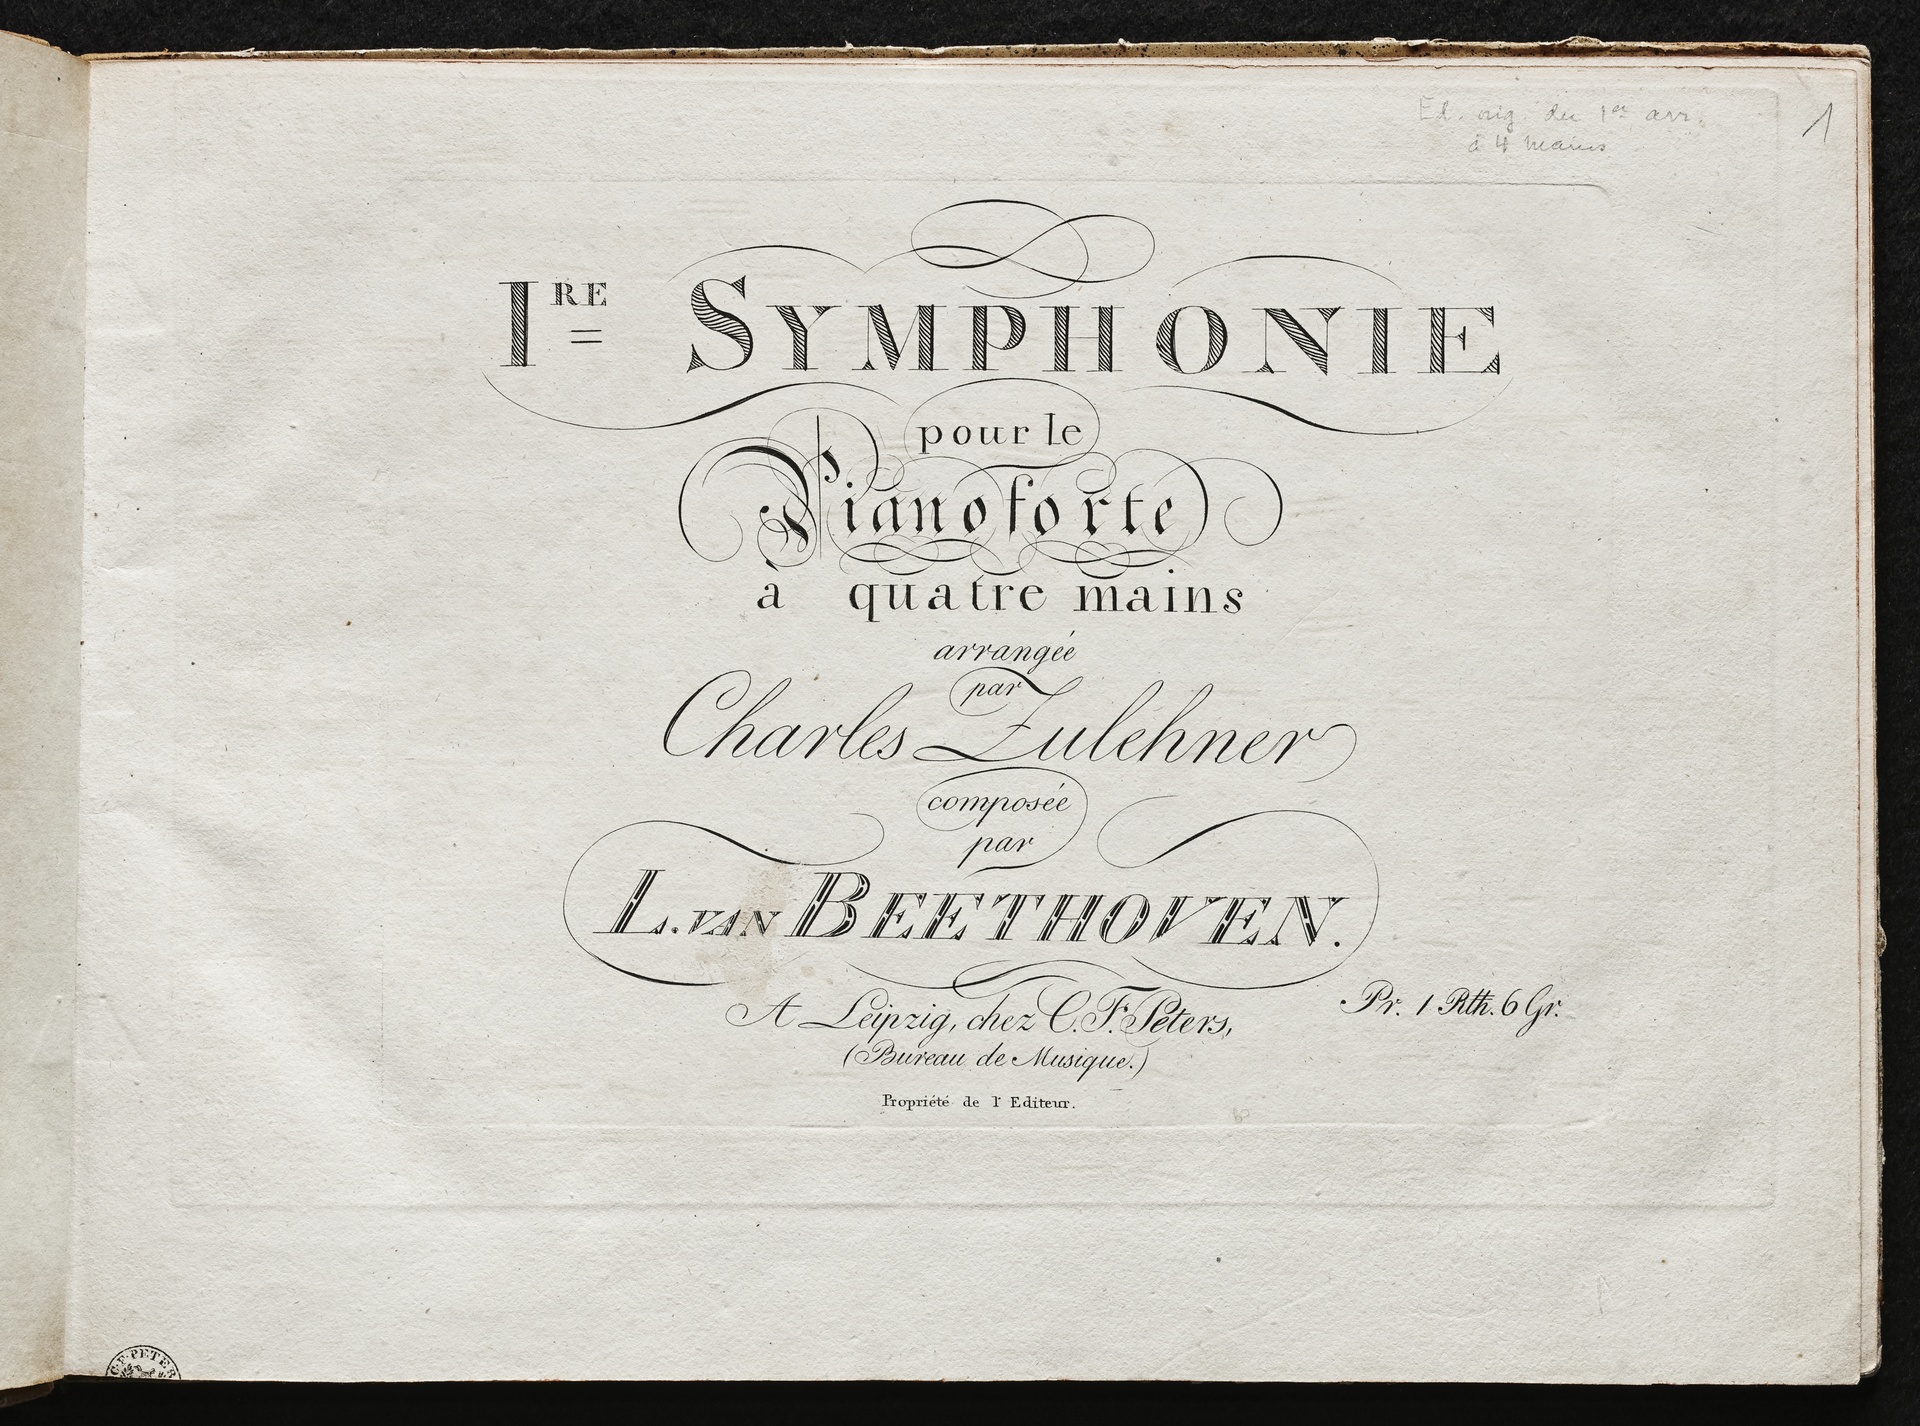 Ed. orig. du 1er arr.
à 4 mains
1
IRE SYMPHONIE
pour le
Pianoforte
à quatre mains
arrangée
par
Charles Zulehner
composée
par
L. VAN BEETHOVEN.
A Leipzig, chez C. F. Peters,
Pr. 1 Rth. 6 Gr.
(Bureau de Musique.)
Propriété de l'Editeur.
C.F. PETERS